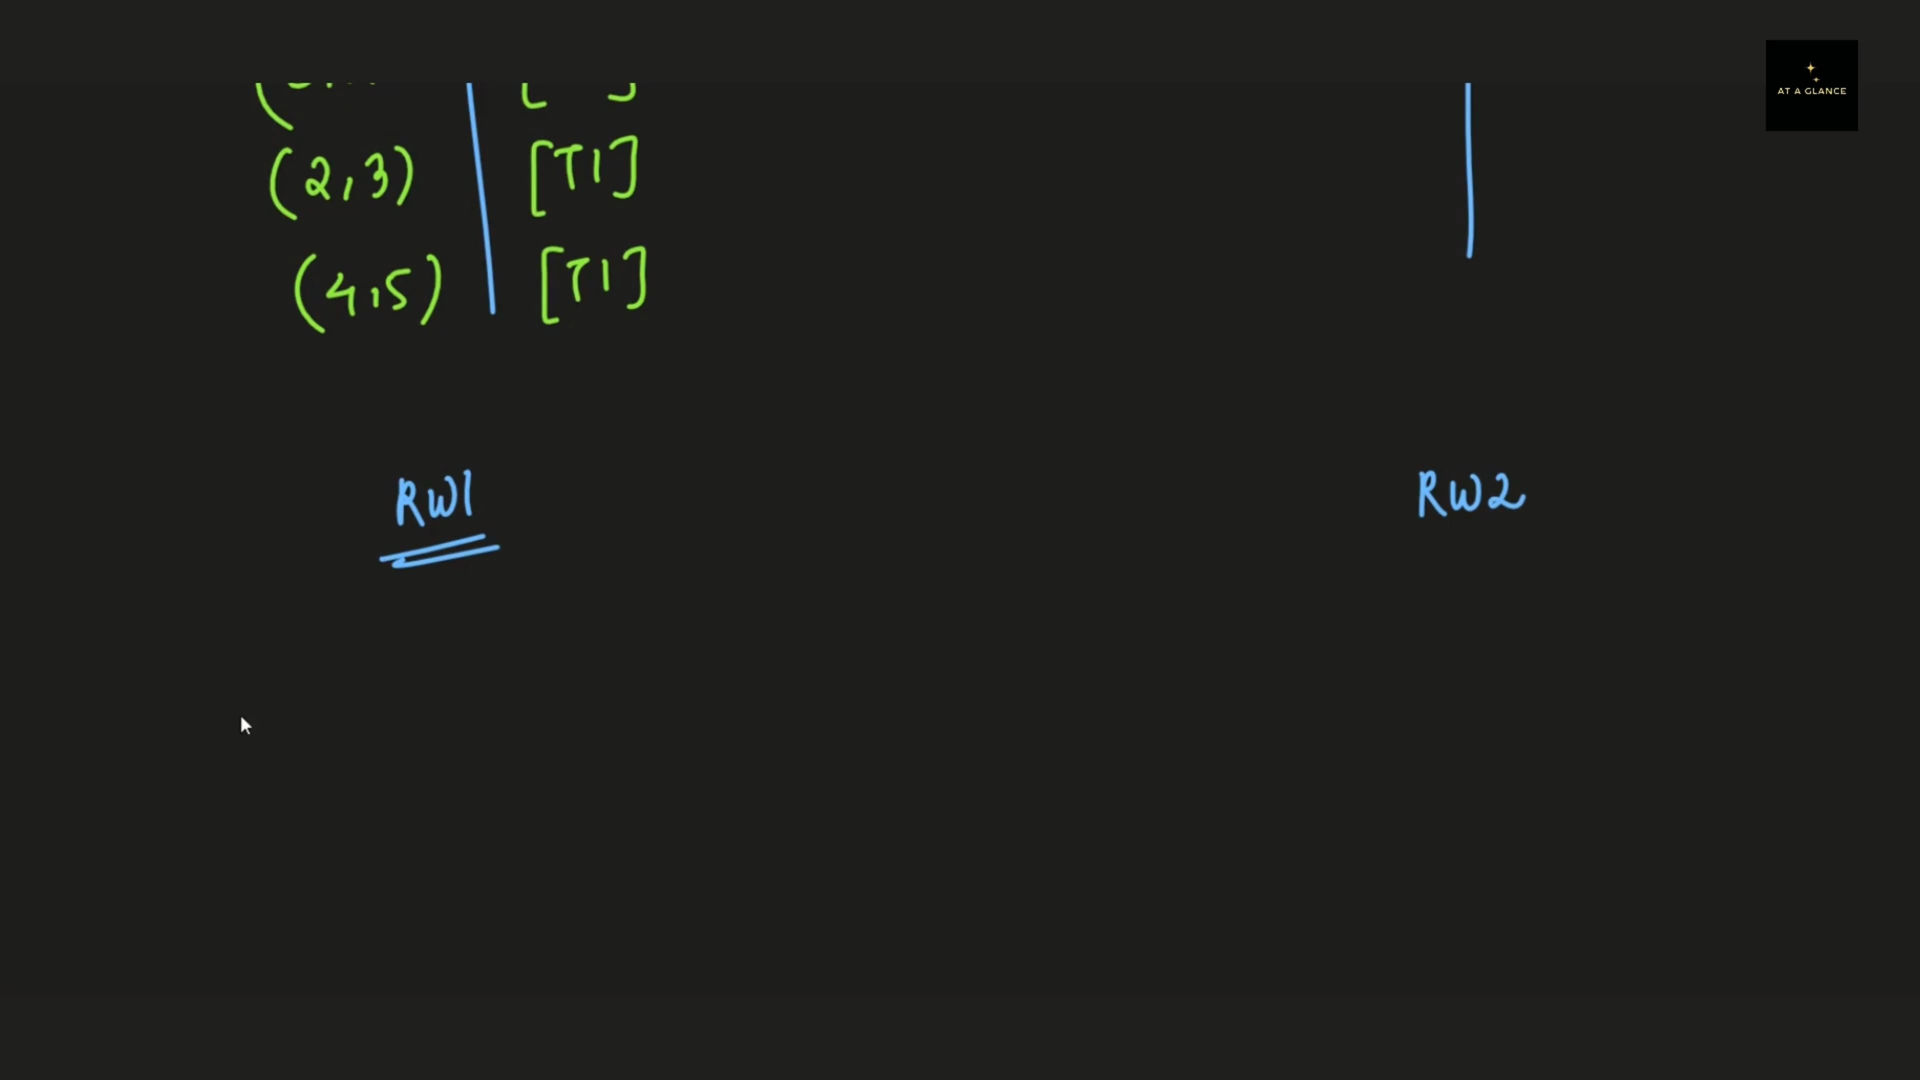 AT A GLANCE
(2,3) [T1]
(4,5) [T1]
RW1 RW2